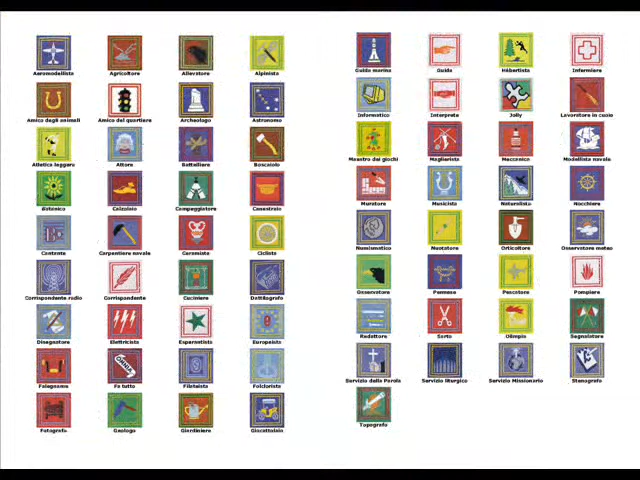 Aeromodellista Agricoltore Allevatore Alpinista
Amico degli animali Amico del quartiere Archeologo Astronomo
Atletica leggera Attore Battelliere Boscaiolo
Botanico Calzolaio Campeggiatore Canestraio
Cantante Carpentiere navale Ceramista Ciclista
Corrispondente radio Corrispondente Cuciniere Dattilografo
Disegnatore Elettricista Esperantista Europeista
Falegname Fa tutto Filatelista Folclorista
Fotografo Geologo Giardiniere Giocattolaio
Guida marina Guida Hébertista Infermiere
Informatico Interprete Jolly Lavoratore in cuoio
Maestro dei giochi Maglierista Meccanico Modellista navale
Muratore Musicista Naturalista Nocchiere
Numismatico Nuotatore Orticoltore Osservatore meteo
Osservatore Pennese Pescatore Pompiere
Redattore Sarto Olimpia Segnalatore
Servizio della Parola Servizio liturgico Servizio Missionario Stenografo
Topografo